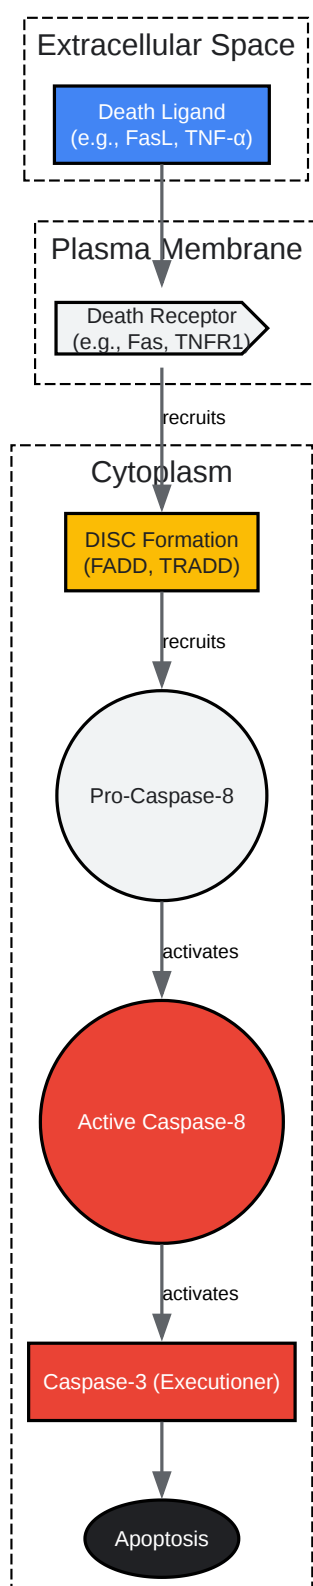 Extracellular Space
Death Ligand
(e.g., FasL, TNF-α)
Plasma Membrane
Death Receptor
(e.g., Fas, TNFR1)
recruits
Cytoplasm
DISC Formation
(FADD, TRADD)
recruits
Pro-Caspase-8
activates
Active Caspase-8
activates
Caspase-3 (Executioner)
Apoptosis